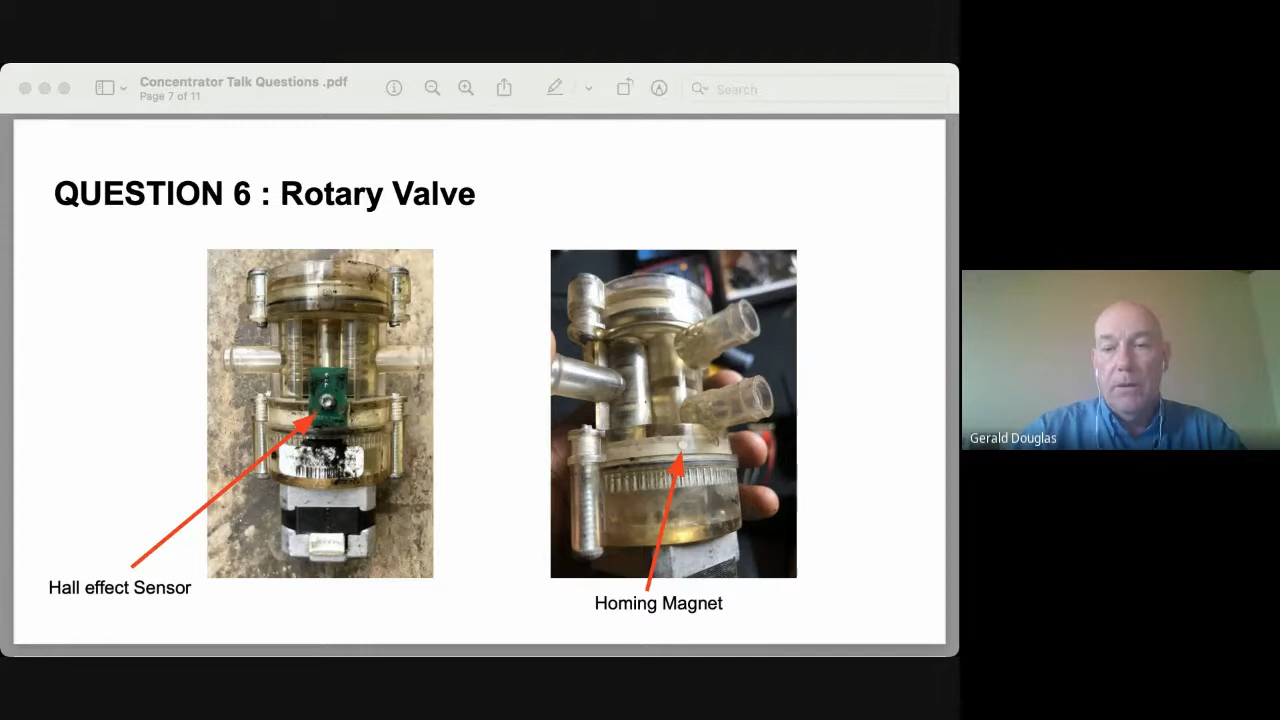 Concentrator Talk Questions .pdf
Page 7 of 11
Search
QUESTION 6 : Rotary Valve
Hall effect Sensor
Homing Magnet
Gerald Douglas